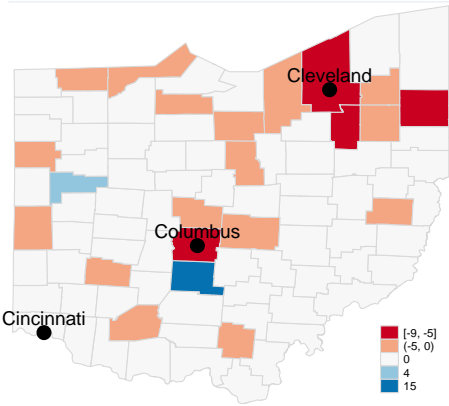 Cleveland
Columbus
Cincinnati
[-9, -5]
(-5, 0)
0
4
15